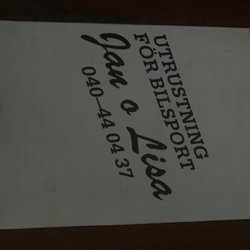 UTRUSTNING
FÖR BILSPORT
Jan o Lisa
040-44 04 37